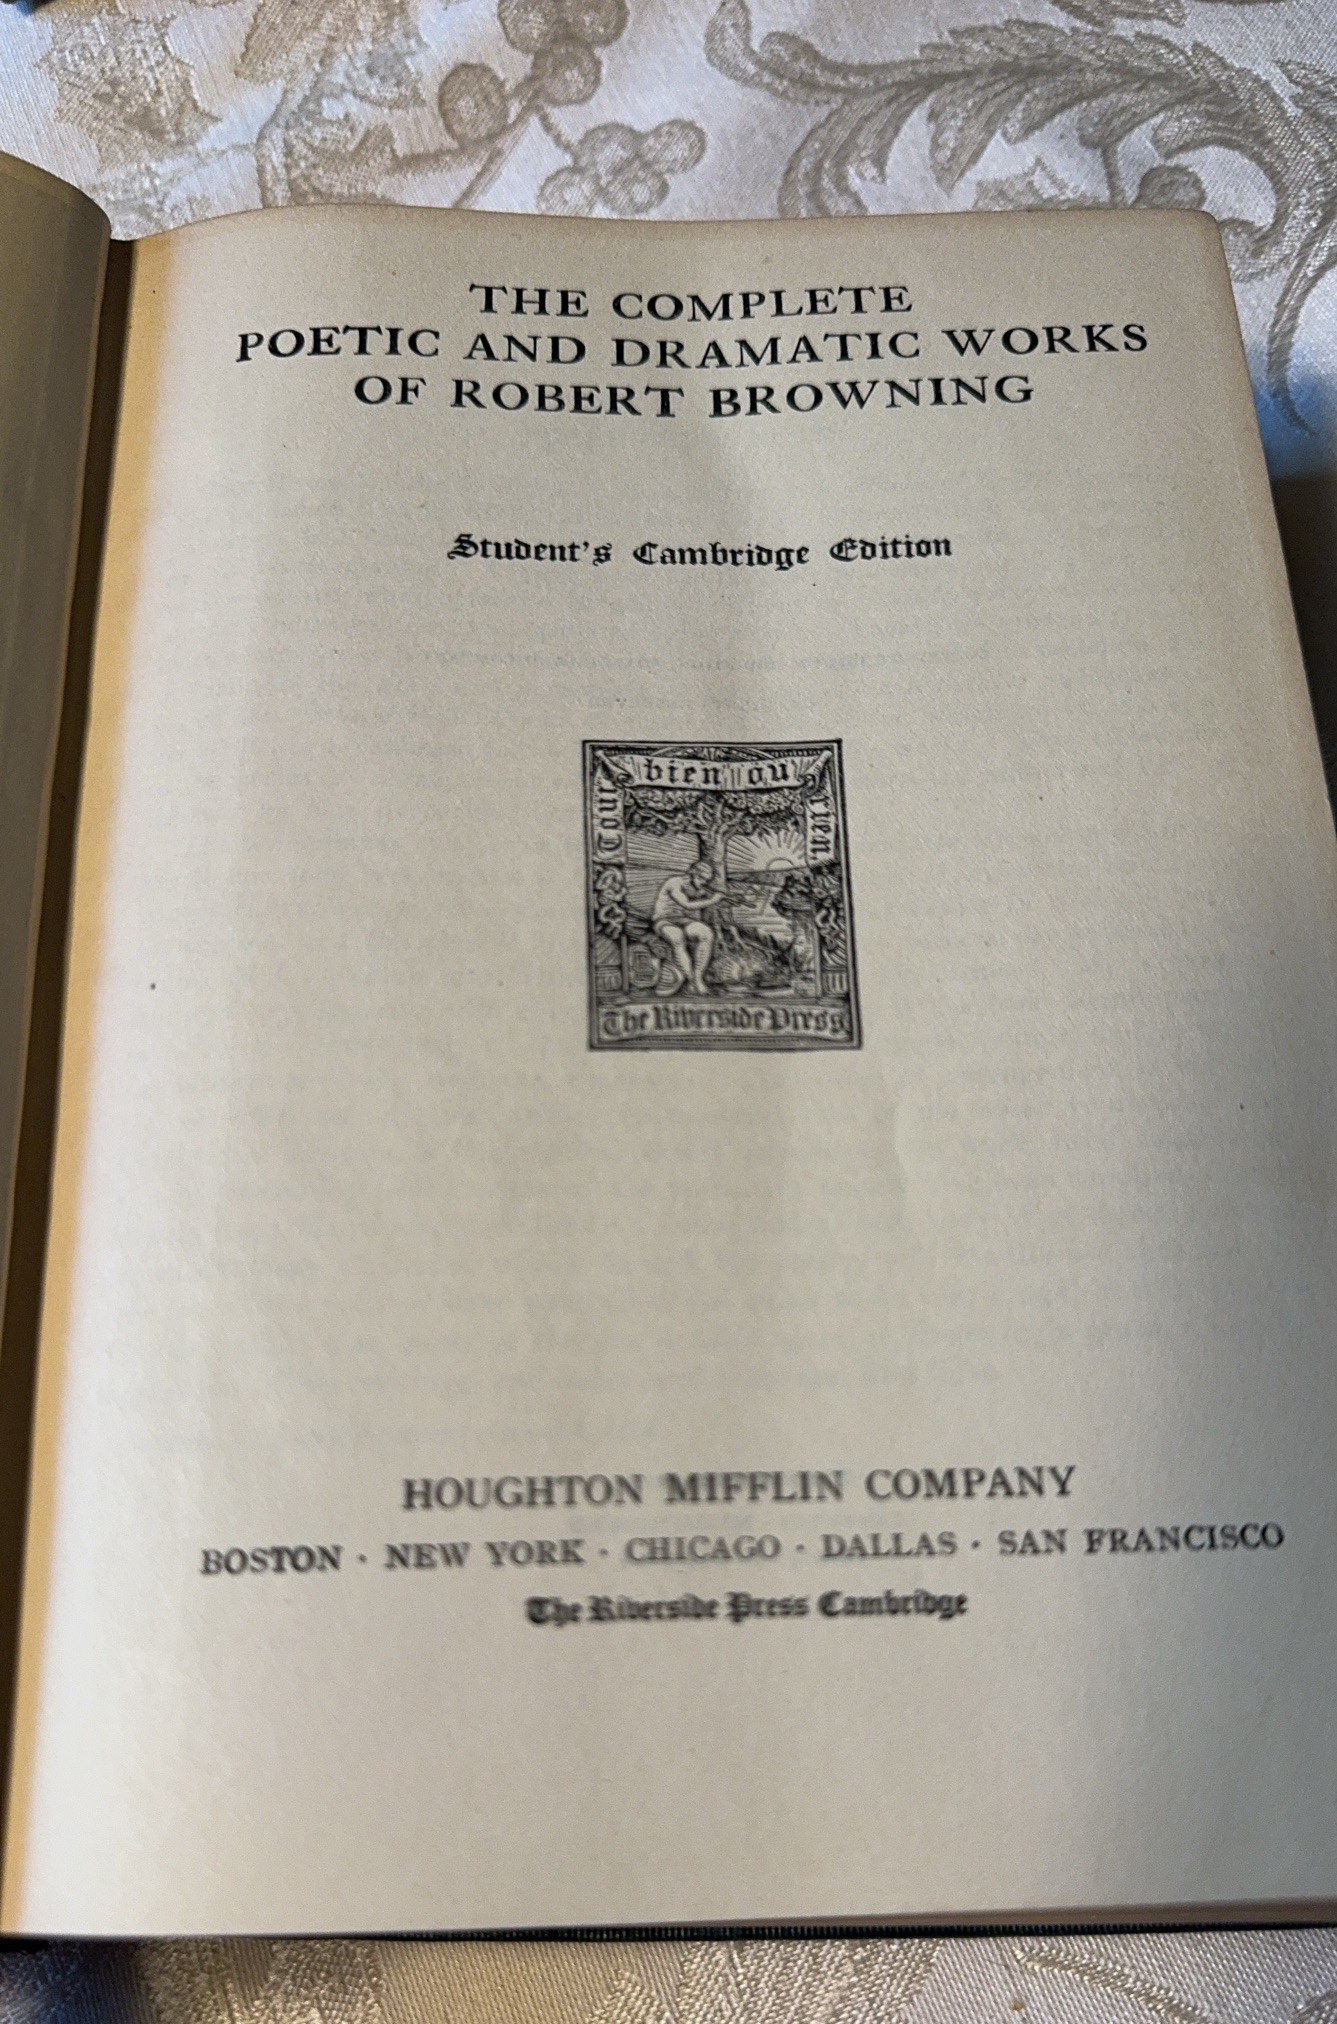 THE COMPLETE
POETIC AND DRAMATIC WORKS
OF ROBERT BROWNING
Student's Cambridge Edition
Tout bien ou rien.
The Riverside Press
HOUGHTON MIFFLIN COMPANY
BOSTON · NEW YORK · CHICAGO · DALLAS · SAN FRANCISCO
The Riverside Press Cambridge